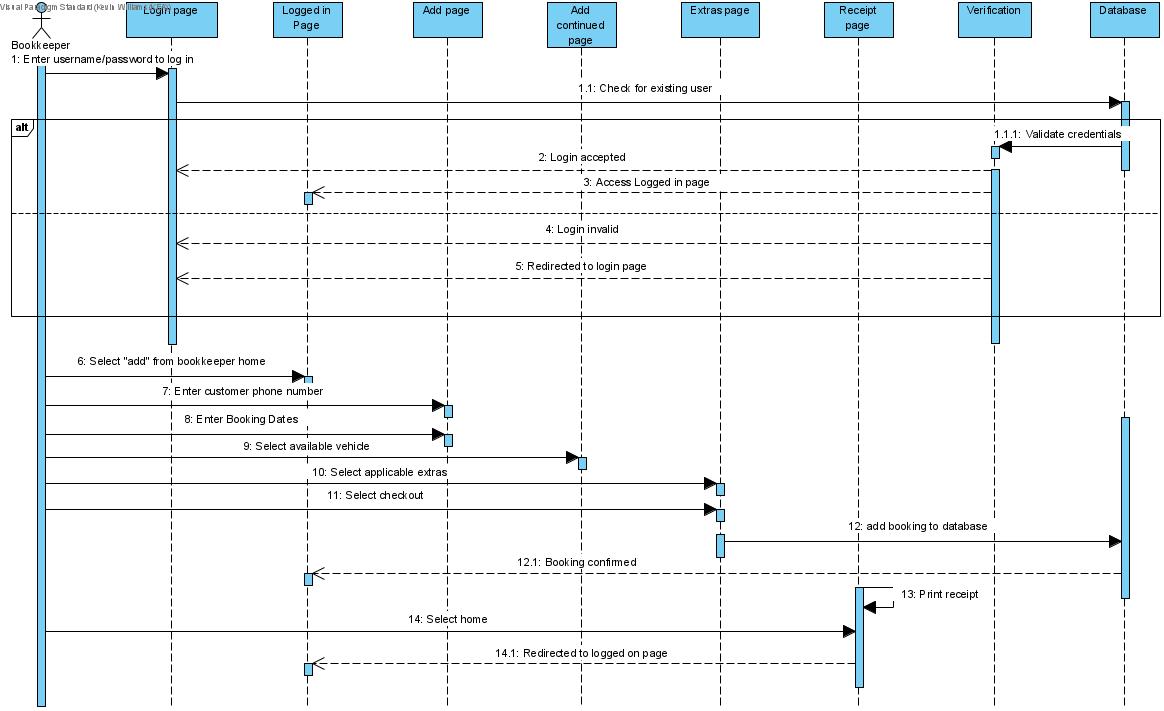 Visual Paradigm Standard (Kevin Williams
Login page
Logged in
Page
Add page
Add
continued
page
Extras page
Receipt
page
Verification
Database
Bookkeeper
1: Enter username/password to log in
1.1: Check for existing user
alt
1.1.1: Validate credentials
2: Login accepted
3: Access Logged in page
4: Login invalid
5: Redirected to login page
6: Select "add" from bookkeeper home
7: Enter customer phone number
8: Enter Booking Dates
9: Select available vehicle
10: Select applicable extras
11: Select checkout
12: add booking to database
12.1: Booking confirmed
13: Print receipt
14: Select home
14.1: Redirected to logged on page